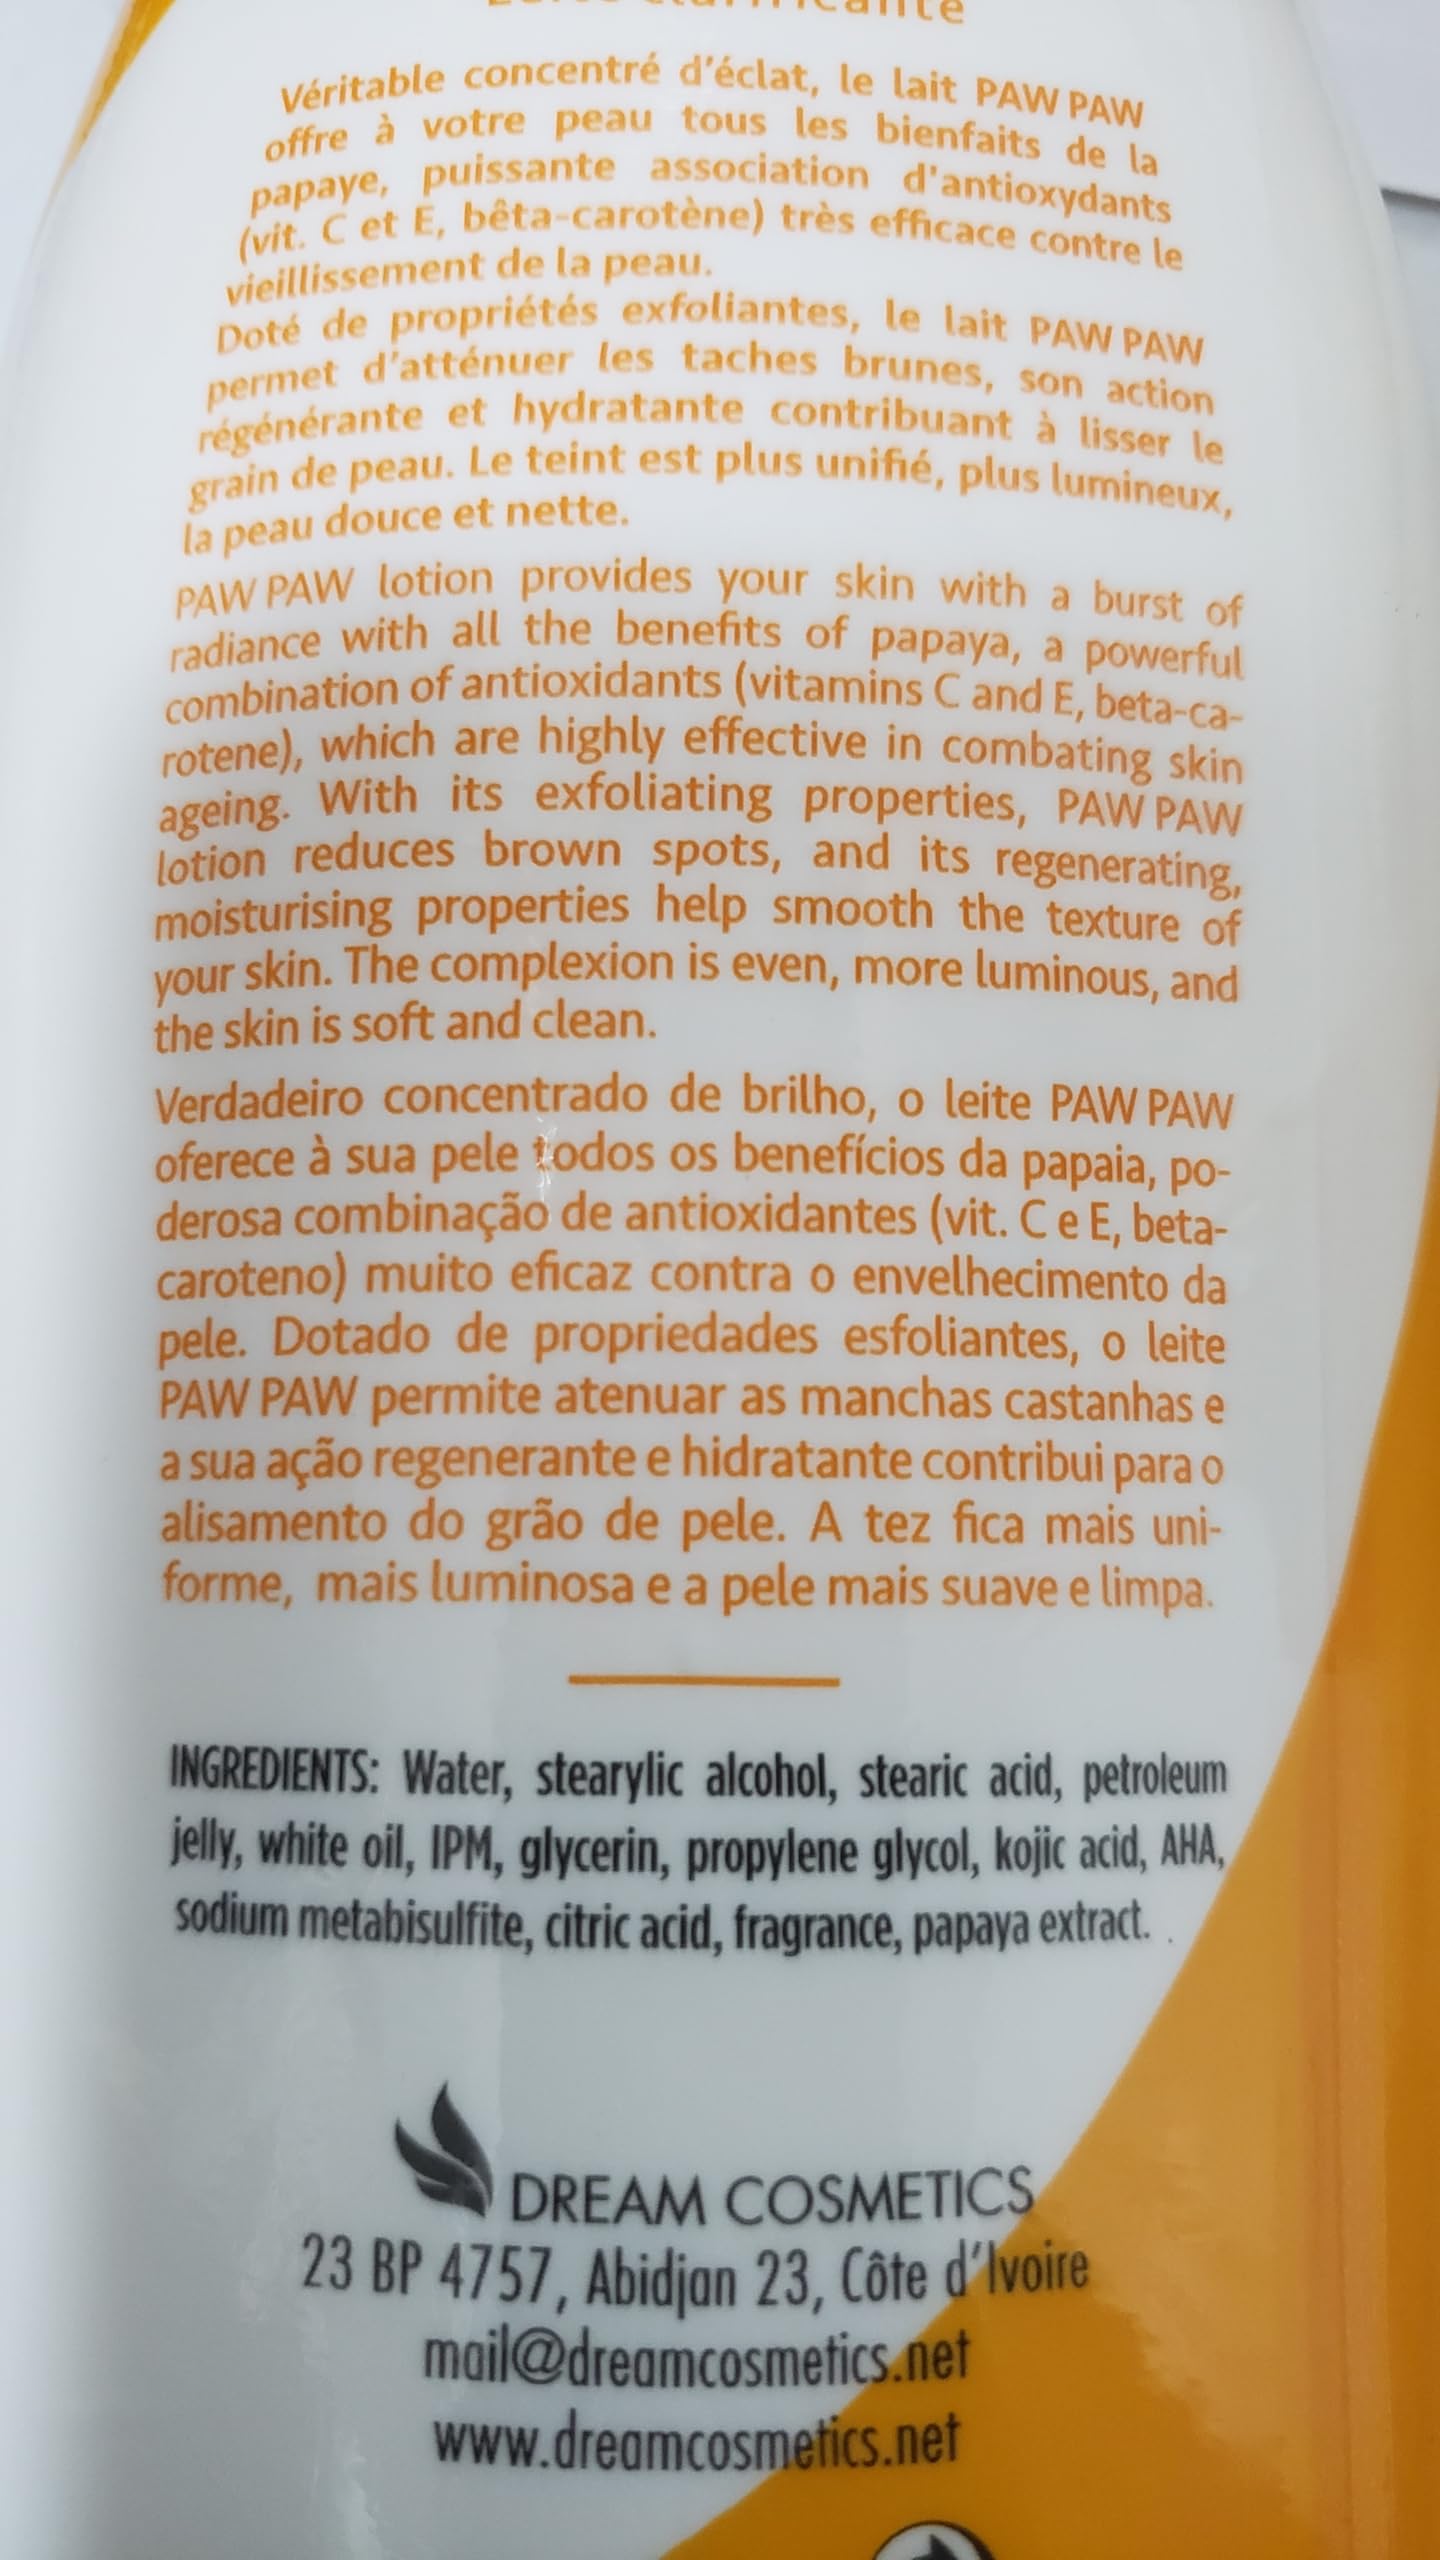 Véritable concentré d'éclat, le lait PAW PAW
offre à votre peau tous les bienfaits de la
papaye, puissante association d'antioxydants
(vit. C et E, bêta-carotène) très efficace contre le
vieillissement de la peau.
Doté de propriétés exfoliantes, le lait PAW PAW
permet d'atténuer les taches brunes, son action
régénérante et hydratante contribuant à lisser le
grain de peau. Le teint est plus unifié, plus lumineux,
la peau douce et nette.
PAW PAW lotion provides your skin with a burst of
radiance with all the benefits of papaya, a powerful
combination of antioxidants (vitamins C and E, beta-ca-
rotene), which are highly effective in combating skin
ageing. With its exfoliating properties, PAW PAW
lotion reduces brown spots, and its regenerating,
moisturising properties help smooth the texture of
your skin. The complexion is even, more luminous, and
the skin is soft and clean.
Verdadeiro concentrado de brilho, o leite PAW PAW
oferece à sua pele todos os benefícios da papaia, po-
derosa combinação de antioxidantes (vit. C e E, beta-
caroteno) muito eficaz contra o envelhecimento da
pele. Dotado de propriedades esfoliantes, o leite
PAW PAW permite atenuar as manchas castanhas e
a sua ação regenerante e hidratante contribui para o
alisamento do grão de pele. A tez fica mais uni-
forme, mais luminosa e a pele mais suave e limpa.
INGREDIENTS: Water, stearylic alcohol, stearic acid, petroleum
jelly, white oil, IPM, glycerin, propylene glycol, kojic acid, AHA,
sodium metabisulfite, citric acid, fragrance, papaya extract. .
DREAM COSMETICS
23 BP 4757, Abidjan 23, Côte d'Ivoire
mail@dreamcosmetics.net
www.dreamcosmetics.net